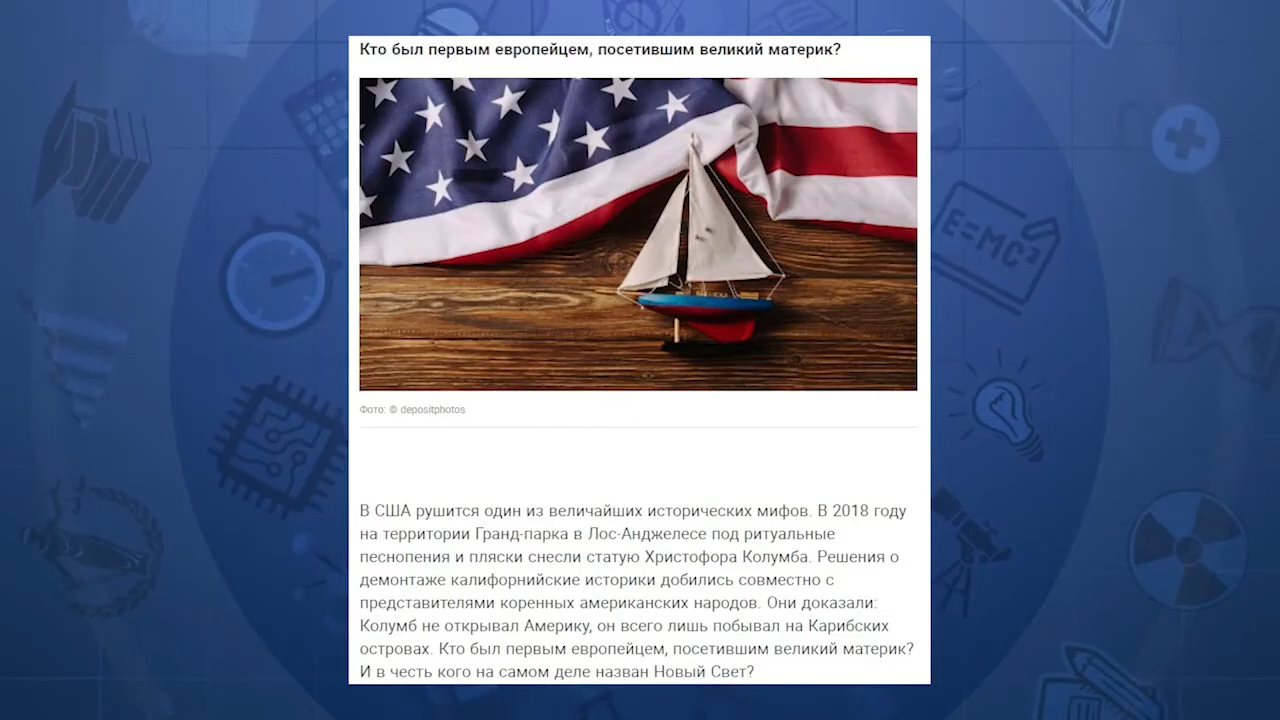 Кто был первым европейцем, посетившим великий материк?
Фото: © depositphotos
В США рушится один из величайших исторических мифов. В 2018 году
на территории Гранд-парка в Лос-Анджелесе под ритуальные
песнопения и пляски снесли статую Христофора Колумба. Решения о
демонтаже калифорнийские историки добились совместно с
представителями коренных американских народов. Они доказали:
Колумб не открывал Америку, он всего лишь побывал на Карибских
островах. Кто был первым европейцем, посетившим великий материк?
И в честь кого на самом деле назван Новый Свет?
E=MC²